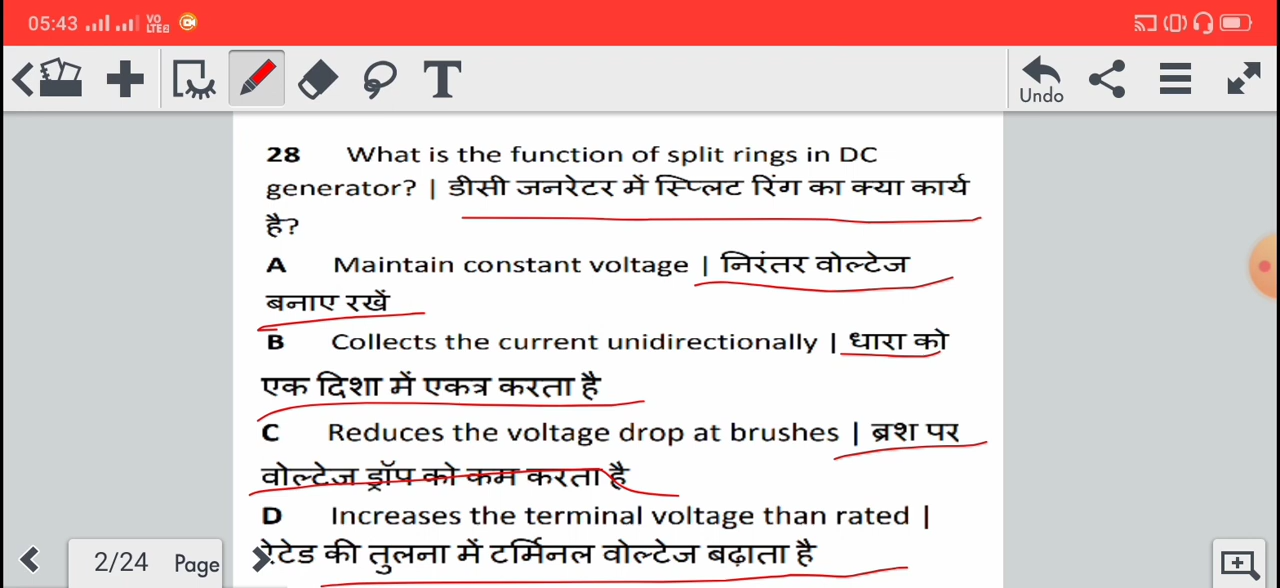 05:43 VO LTE2
T
Undo
28 What is the function of split rings in DC
generator? | डीसी जनरेटर में स्प्लिट रिंग का क्या कार्य
है?
A Maintain constant voltage | निरंतर वोल्टेज
बनाए रखें
B Collects the current unidirectionally | धारा को
एक दिशा में एकत्र करता है
C Reduces the voltage drop at brushes | ब्रश पर
वोल्टेज ड्रॉप को कम करता है
D Increases the terminal voltage than rated |
की तुलना में टर्मिनल वोल्टेज बढ़ाता है
2/24 Page